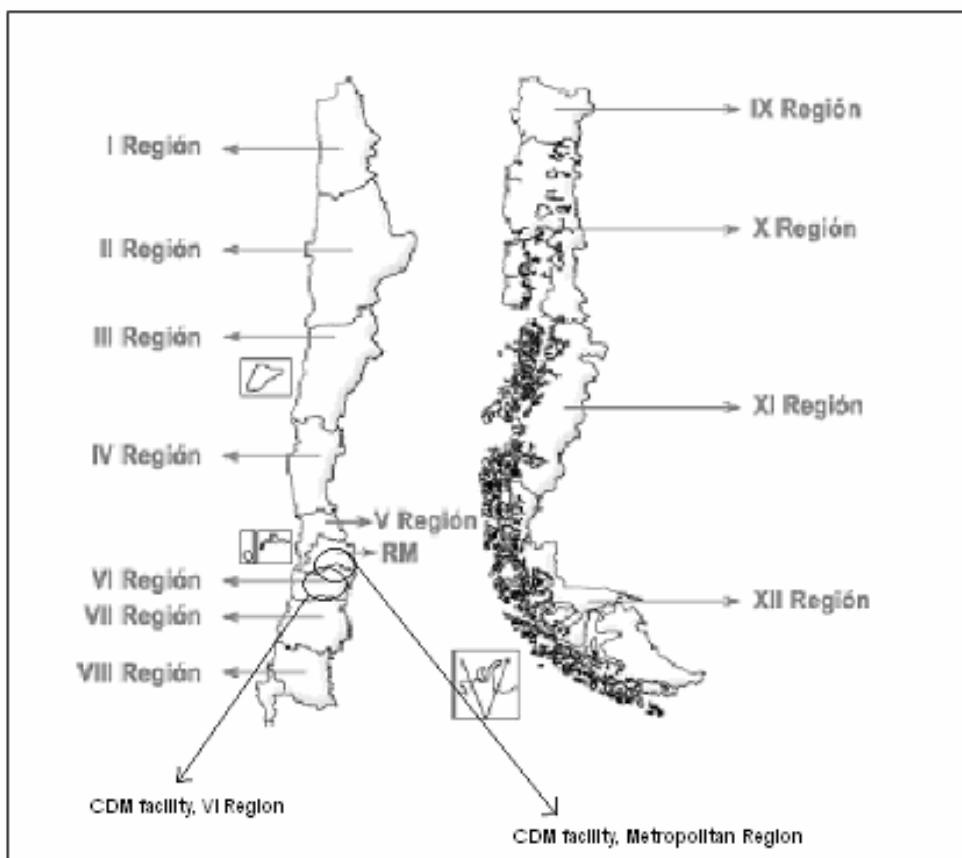 I Región
II Región
III Región
IV Región
V Región
RM
VI Región
VII Región
VIII Región
IX Región
X Región
XI Región
XII Región
CDM facility, VI Region
CDM facility, Metropolitan Region